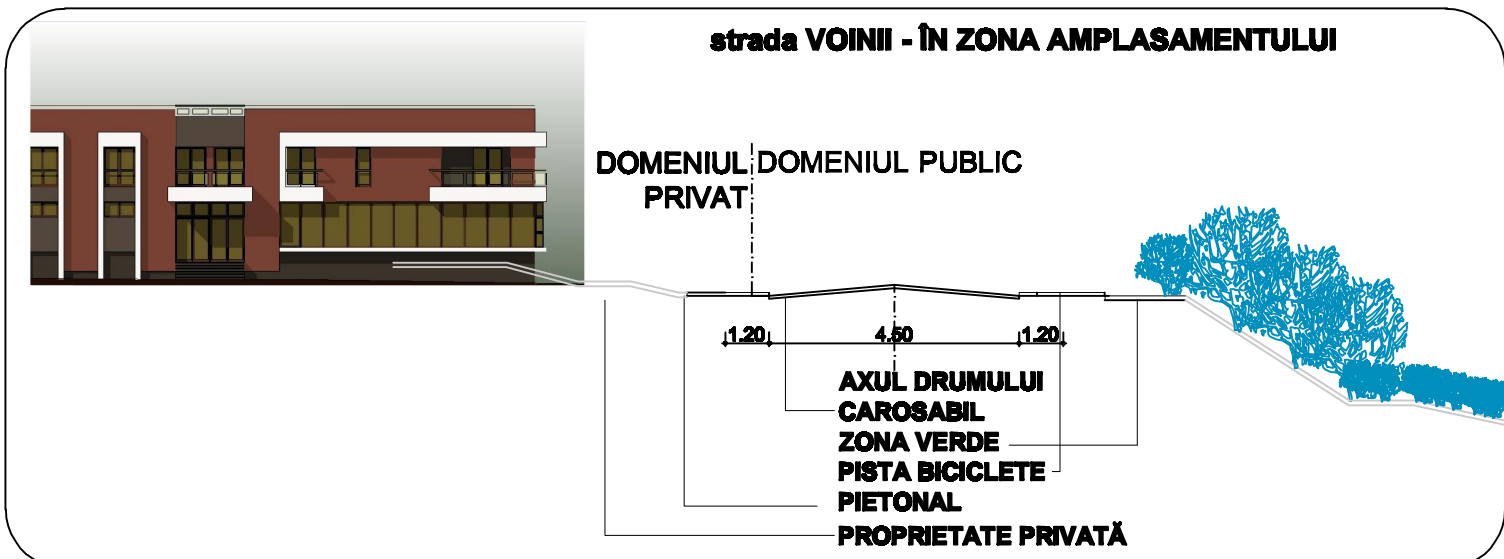 strada VOINII - ÎN ZONA AMPLASAMENTULUI
DOMENIUL PRIVAT
DOMENIUL PUBLIC
1.20 4.50 1.20
AXUL DRUMULUI
CAROSABIL
ZONA VERDE
PISTA BICICLETE
PIETONAL
PROPRIETATE PRIVATĂ